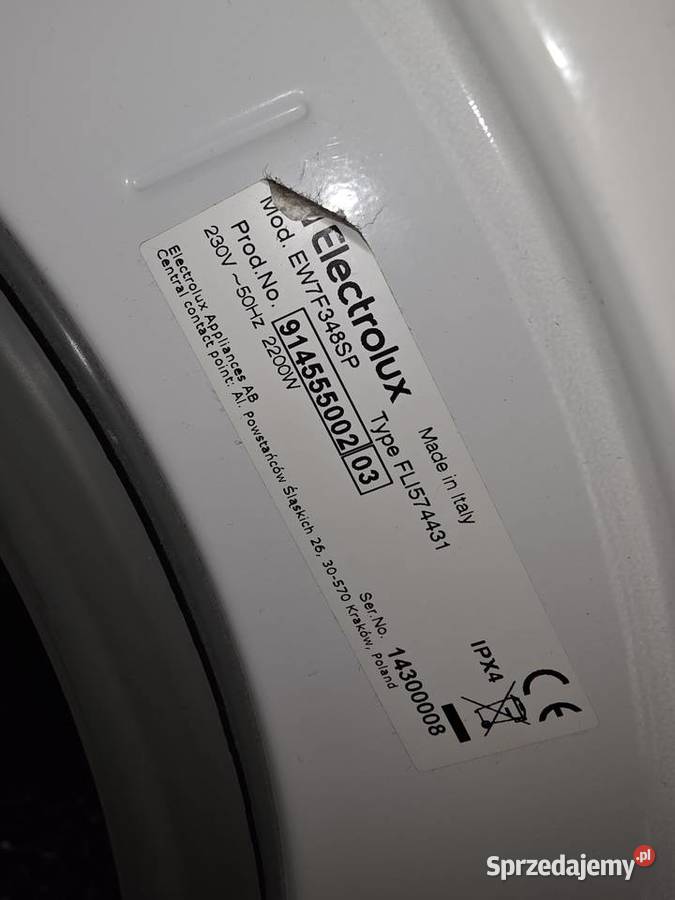 Electrolux
Made in Italy
Mod. EW7F348SP Type FLI574431
Prod.No. 914555002 03
230V ~50Hz 2200W
IPX4
Ser.No. 14300008
Electrolux Appliances AB
Central contact point: Al. Powstańców Śląskich 26, 30-570 Kraków, Poland
CE
Sprzedajemy.pl